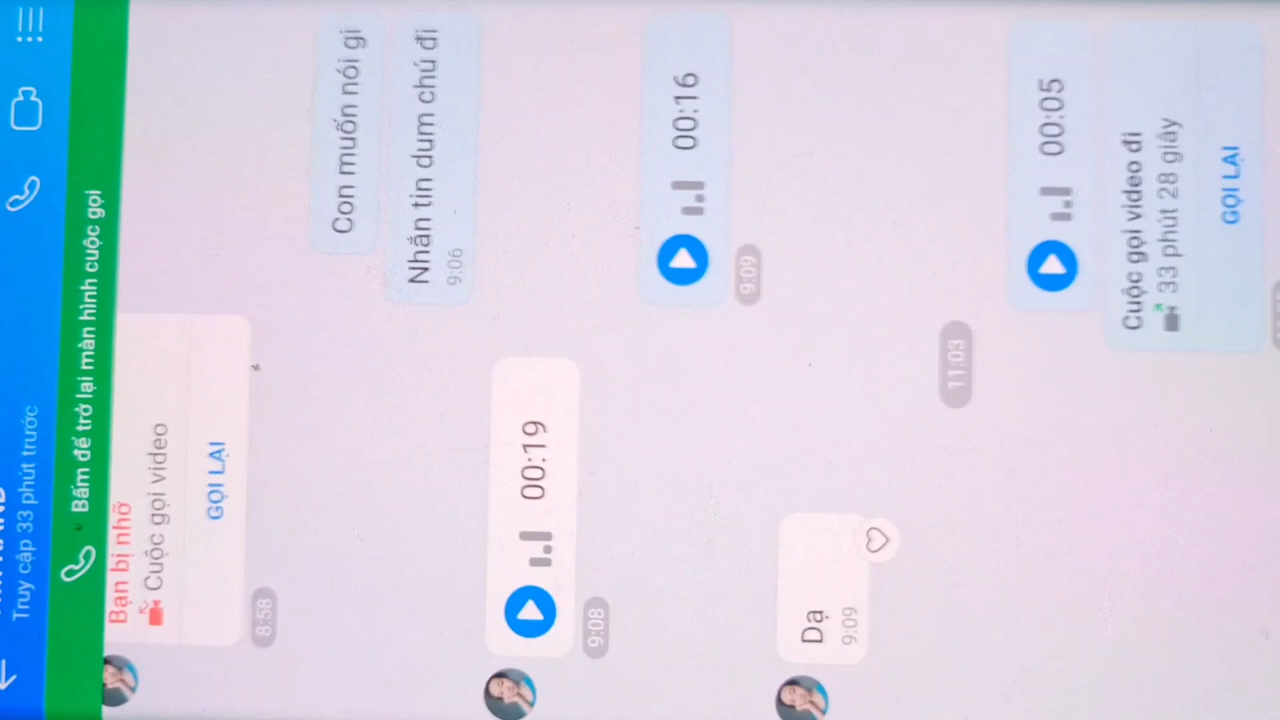 Truy cập 33 phút trước
Bấm để trở lại màn hình cuộc gọi
Bạn bị nhỡ
Cuộc gọi video
GỌI LẠI
8:58
Con muốn nói gì
Nhắn tin dum chú đi
9:06
00:19
9:08
00:16
9:09
Dạ
9:09
11:03
00:05
Cuộc gọi video đi
33 phút 28 giây
GỌI LẠI